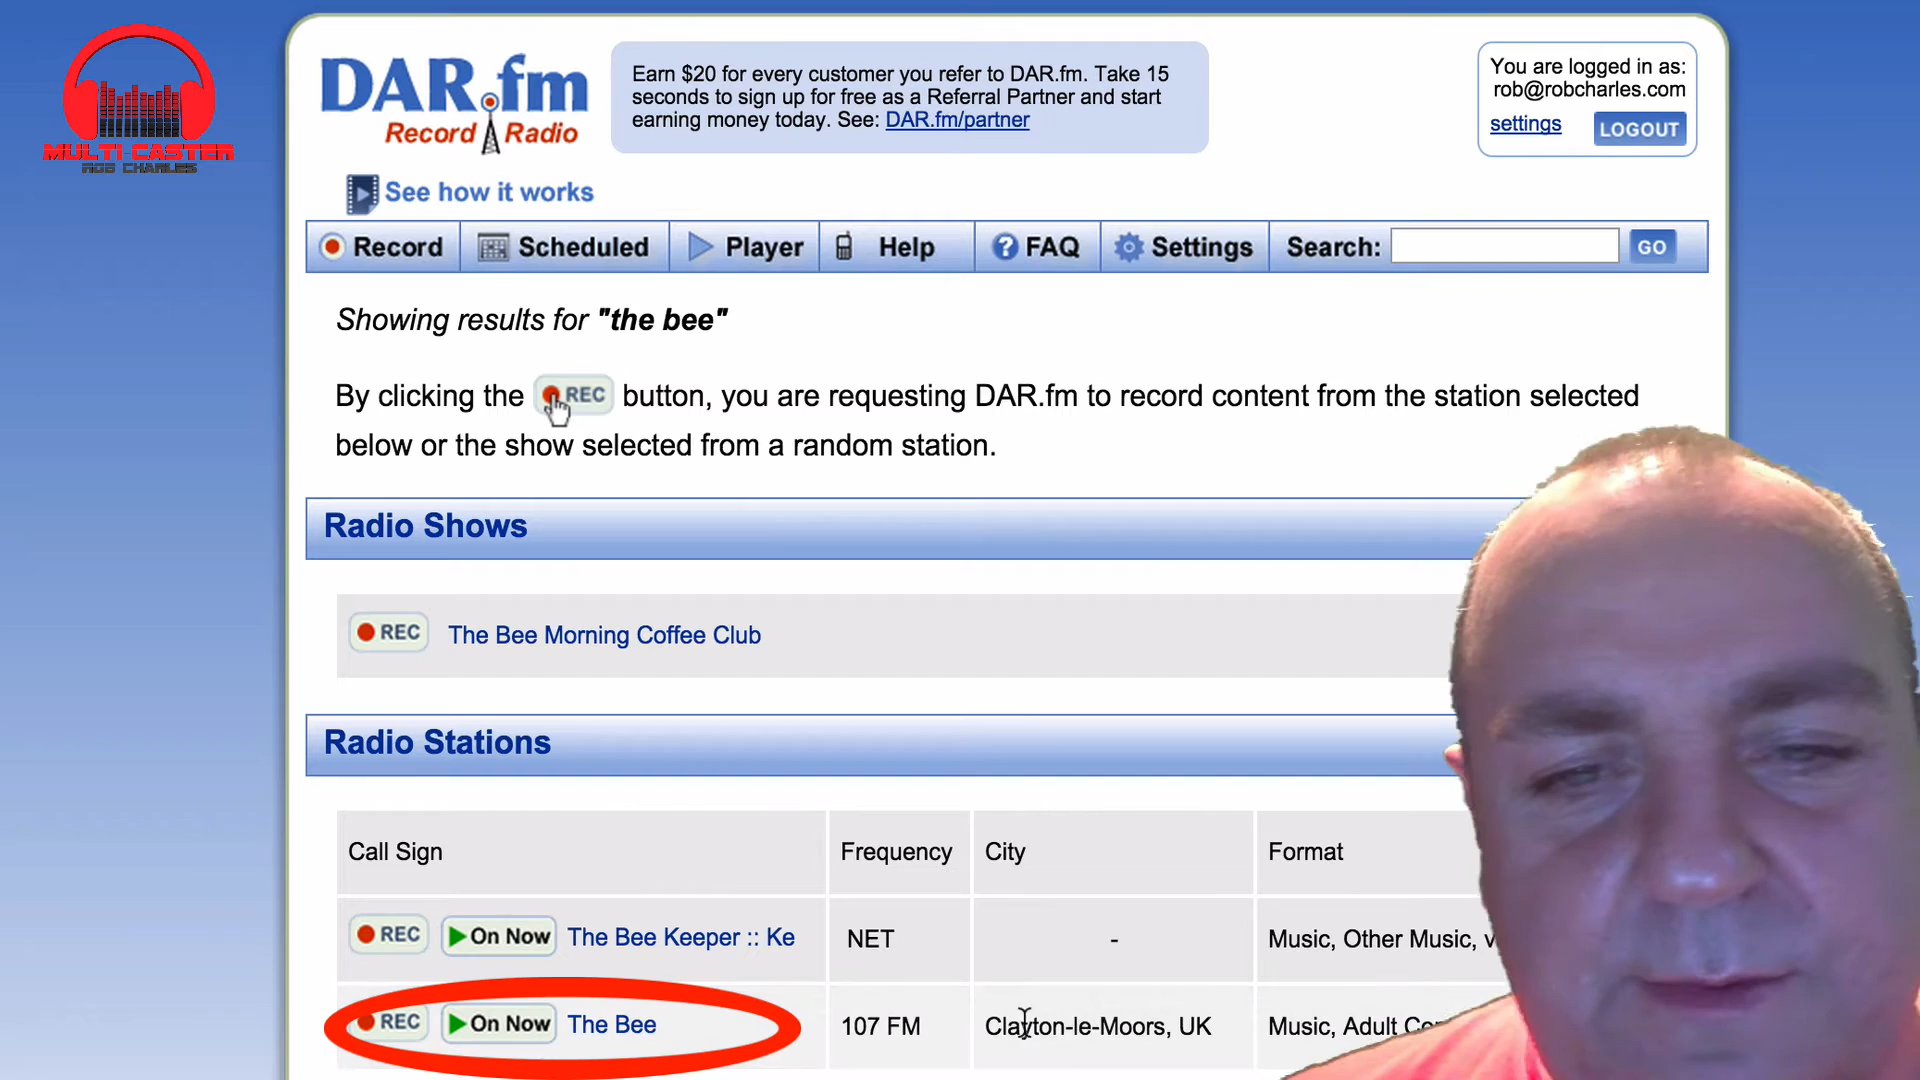 MULTI-CASTER
ROB CHARLES
DAR.fm
Record Radio
Earn $20 for every customer you refer to DAR.fm. Take 15
seconds to sign up for free as a Referral Partner and start
earning money today. See: DAR.fm/partner
You are logged in as:
rob@robcharles.com
settings LOGOUT
See how it works
Record Scheduled Player Help FAQ Settings Search: GO
Showing results for "the bee"
By clicking the REC button, you are requesting DAR.fm to record content from the station selected
below or the show selected from a random station.
Radio Shows
REC The Bee Morning Coffee Club
Radio Stations
Call Sign Frequency City Format
REC On Now The Bee Keeper :: Ke NET - Music, Other Music,
REC On Now The Bee 107 FM Clayton-le-Moors, UK Music, Adult